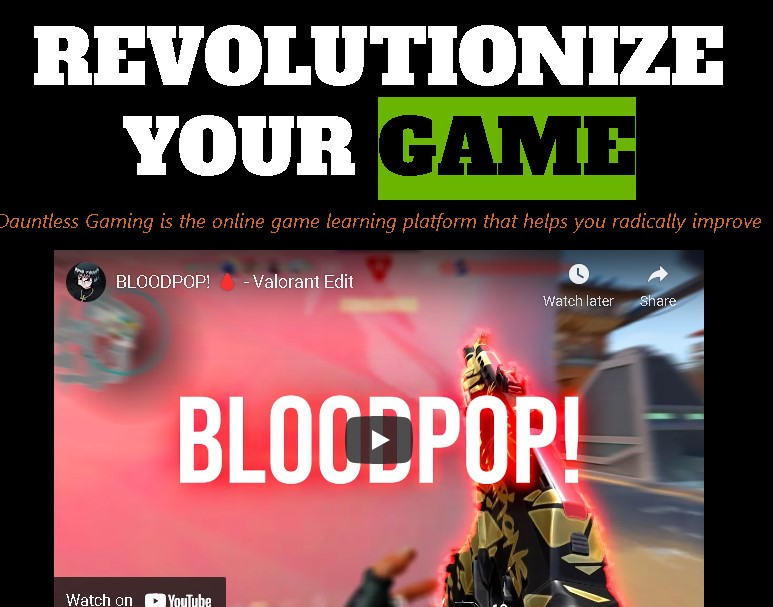 REVOLUTIONIZE
YOUR GAME
Dauntless Gaming is the online game learning platform that helps you radically improve
BLOODPOP! 🩸 - Valorant Edit
Watch later
Share
BLOODPOP!
Watch on YouTube